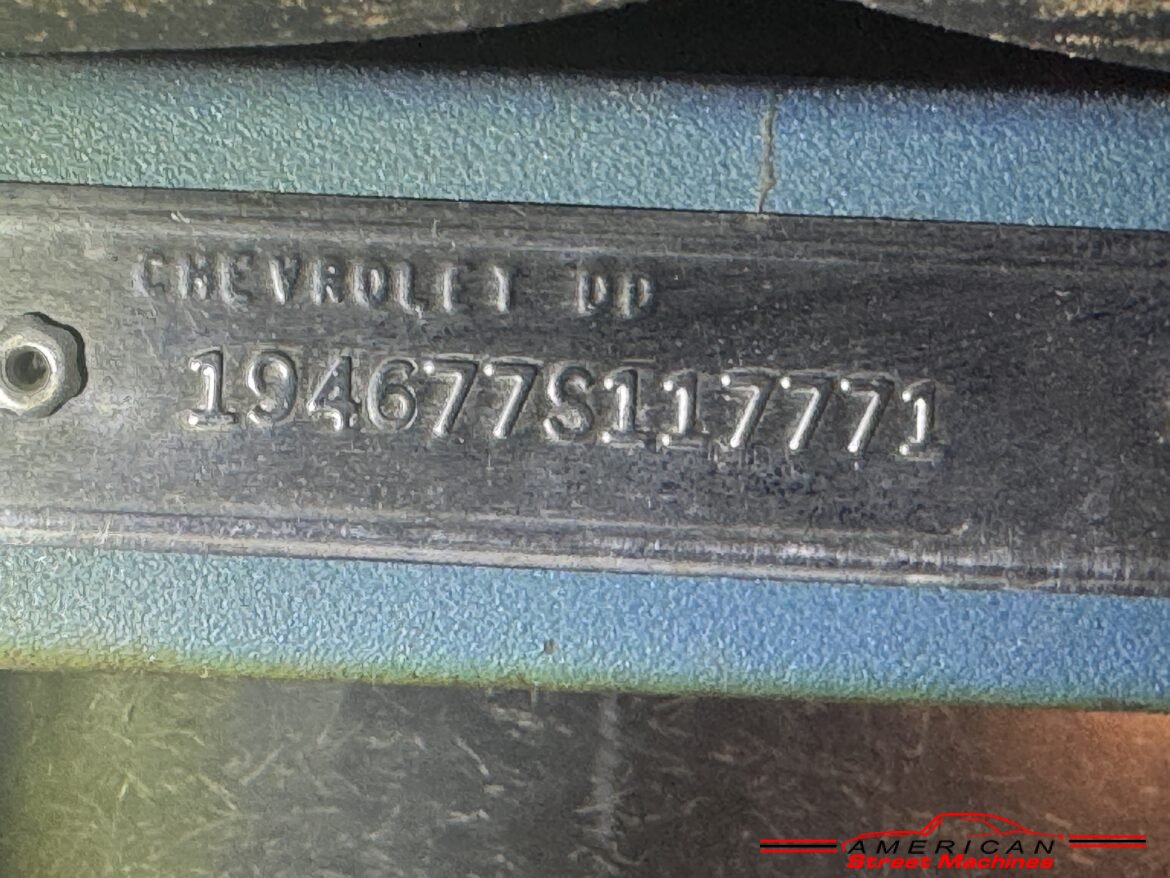 CHEVROLET DD
194677S117771
AMERICAN
Street Machines